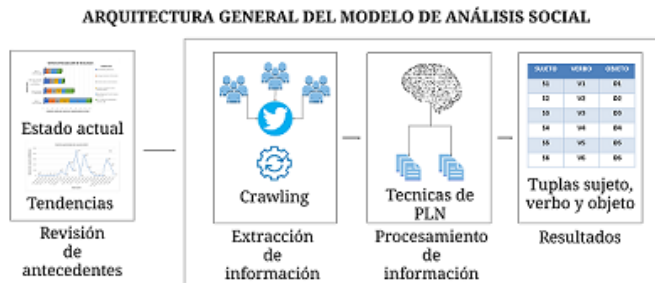 ARQUITECTURA GENERAL DEL MODELO DE ANÁLISIS SOCIAL
Estado actual
Tendencias
Revisión
de
antecedentes
Crawling
Extracción
de
información
Tecnicas de
PLN
Procesamiento
de
información
SUJETO VERBO OBJETO
S1 V1 O1
S2 V2 O2
S3 V3 O3
S4 V4 O4
S5 V5 O5
S6 V6 O6
Tuplas sujeto,
verbo y objeto
Resultados